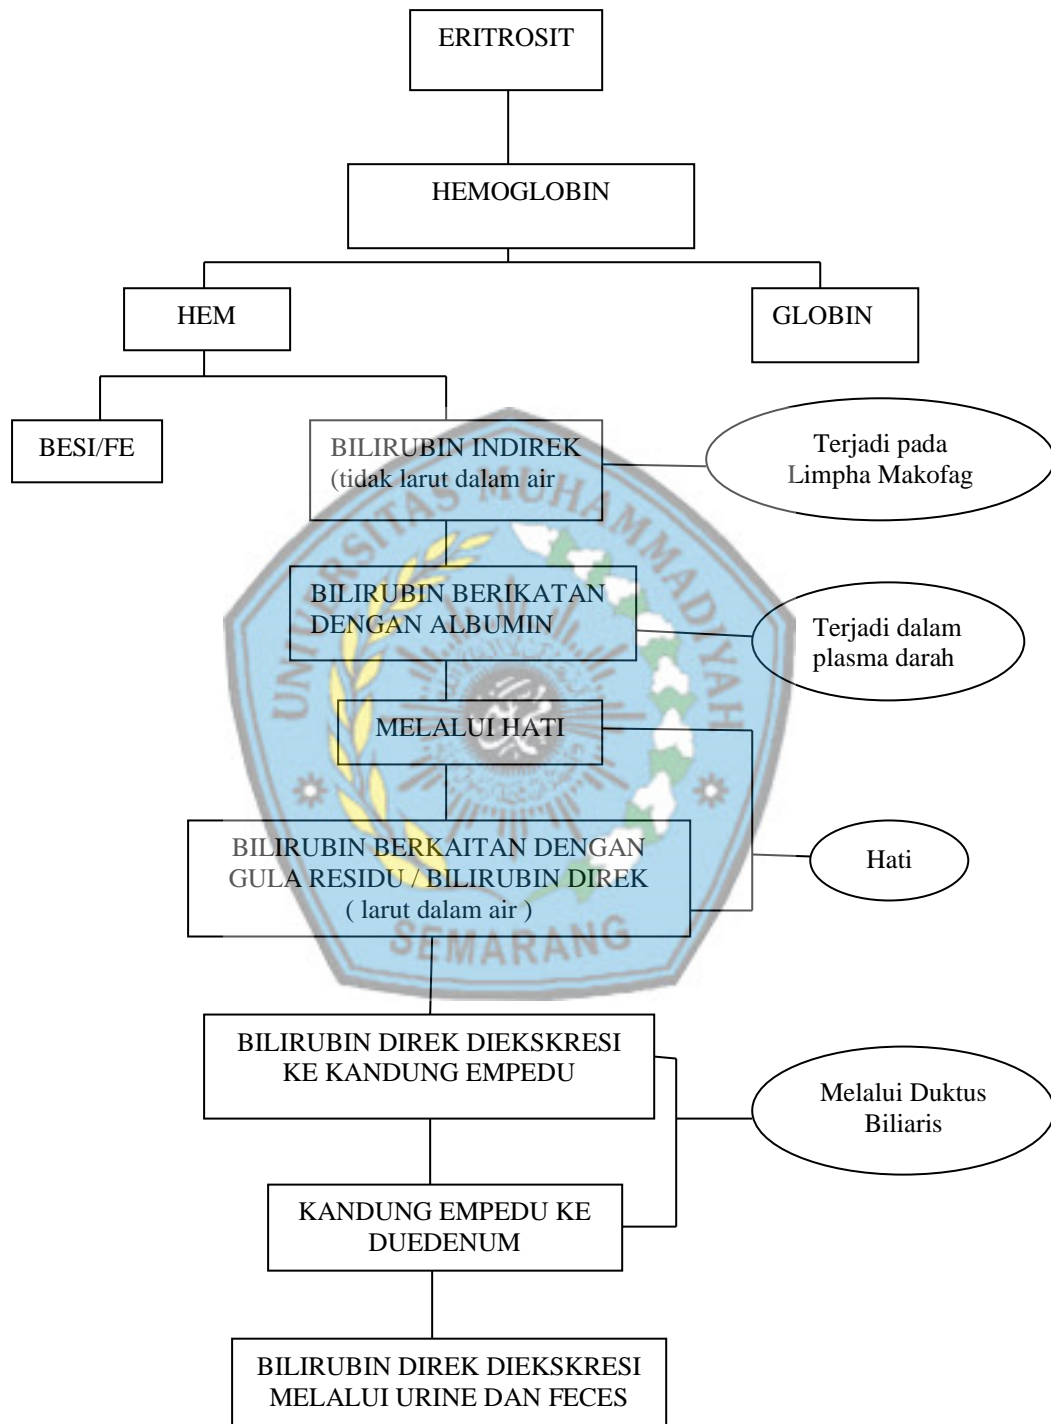 ERITROSIT
HEMOGLOBIN
HEM
GLOBIN
BESI/FE
BILIRUBIN INDIREK
(tidak larut dalam air
Terjadi pada
Limpha Makofag
BILIRUBIN BERIKATAN
DENGAN ALBUMIN
Terjadi dalam
plasma darah
MELALUI HATI
BILIRUBIN BERKAITAN DENGAN
GULA RESIDU / BILIRUBIN DIREK
( larut dalam air )
Hati
BILIRUBIN DIREK DIEKSKRESI
KE KANDUNG EMPEDU
Melalui Duktus
Biliaris
KANDUNG EMPEDU KE
DUEDENUM
BILIRUBIN DIREK DIEKSKRESI
MELALUI URINE DAN FECES
UNIVERSITAS MUHAMMADIYAH
SEMARANG